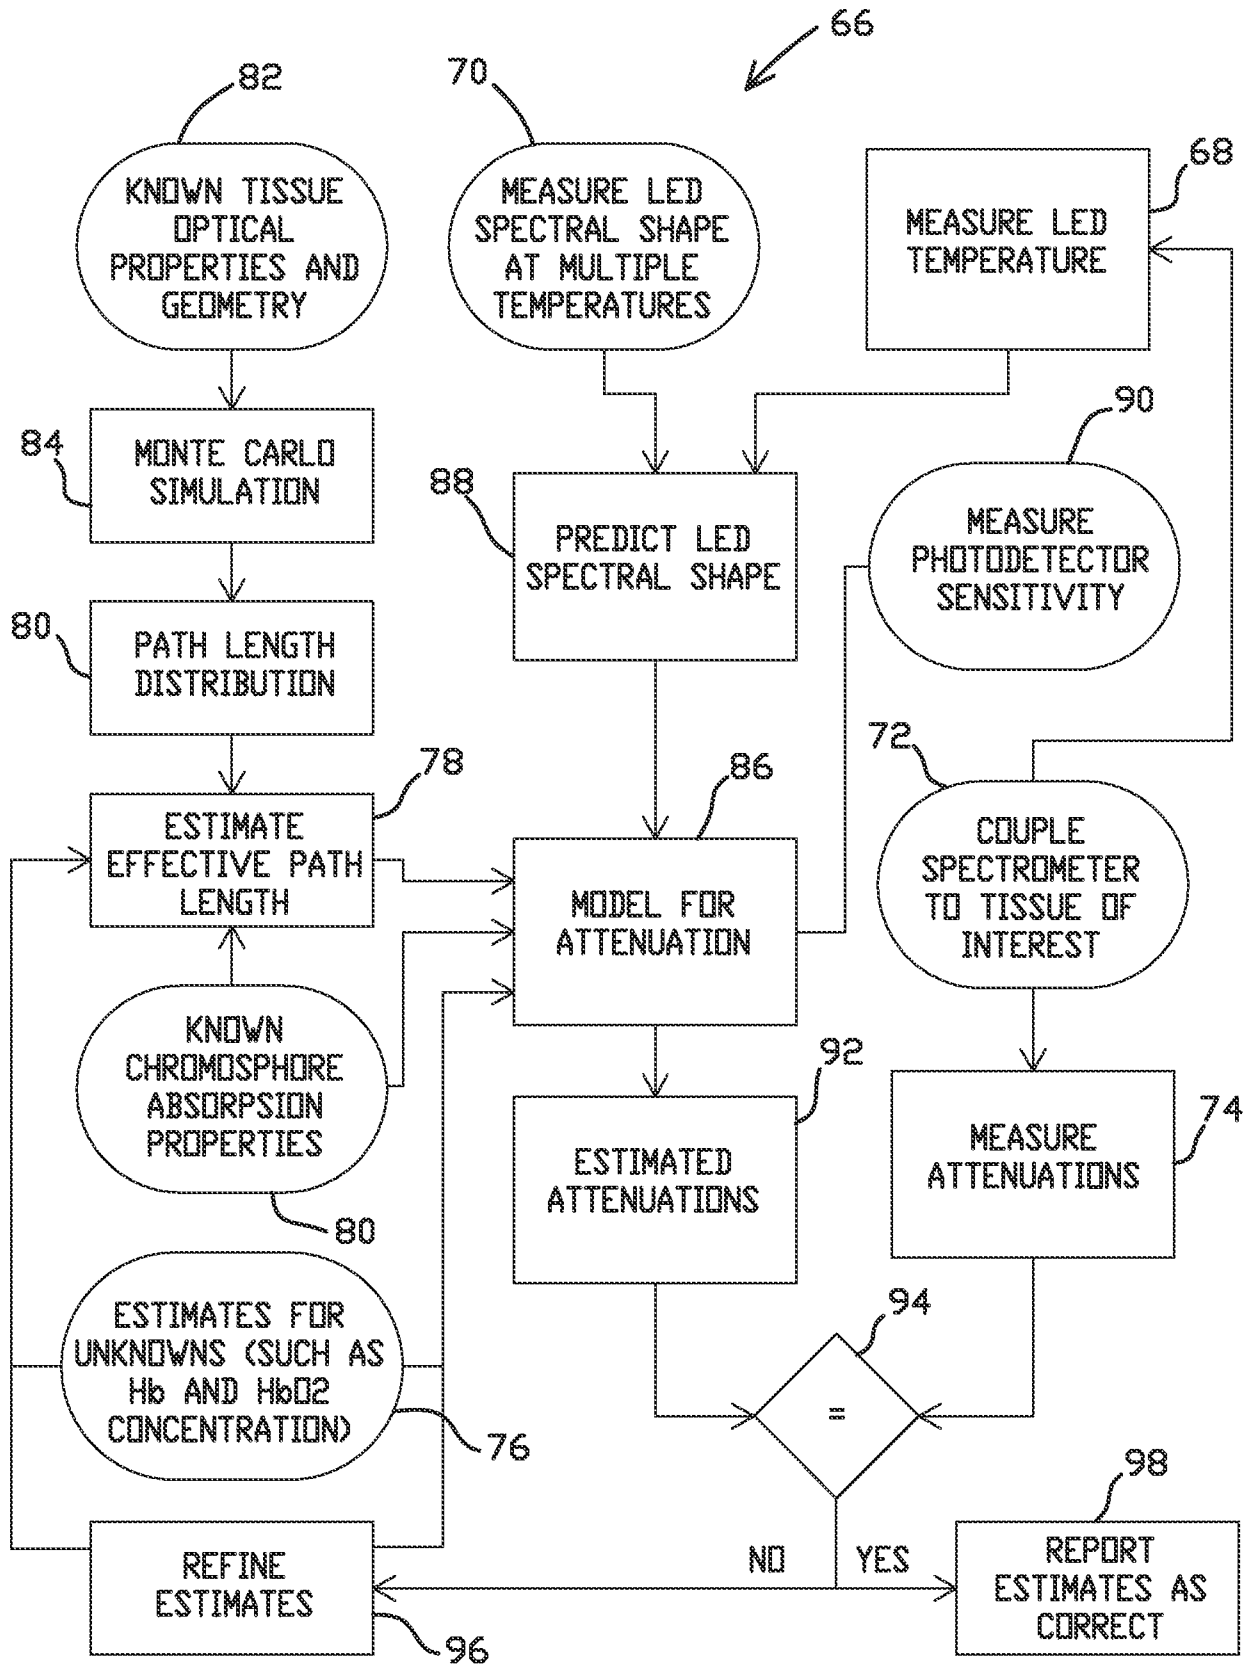 66
82
KNOWN TISSUE
OPTICAL
PROPERTIES AND
GEOMETRY
70
MEASURE LED
SPECTRAL SHAPE
AT MULTIPLE
TEMPERATURES
68
MEASURE LED
TEMPERATURE
84
MONTE CARLO
SIMULATION
88
PREDICT LED
SPECTRAL SHAPE
90
MEASURE
PHOTODETECTOR
SENSITIVITY
80
PATH LENGTH
DISTRIBUTION
78
ESTIMATE
EFFECTIVE PATH
LENGTH
86
MODEL FOR
ATTENUATION
72
COUPLE
SPECTROMETER
TO TISSUE OF
INTEREST
KNOWN
CHROMOSPHORE
ABSORPSION
PROPERTIES
80
92
ESTIMATED
ATTENUATIONS
74
MEASURE
ATTENUATIONS
ESTIMATES FOR
UNKNOWNS (SUCH AS
Hb AND HbO2
CONCENTRATION)
76
94
=
NO
YES
REFINE
ESTIMATES
96
98
REPORT
ESTIMATES AS
CORRECT